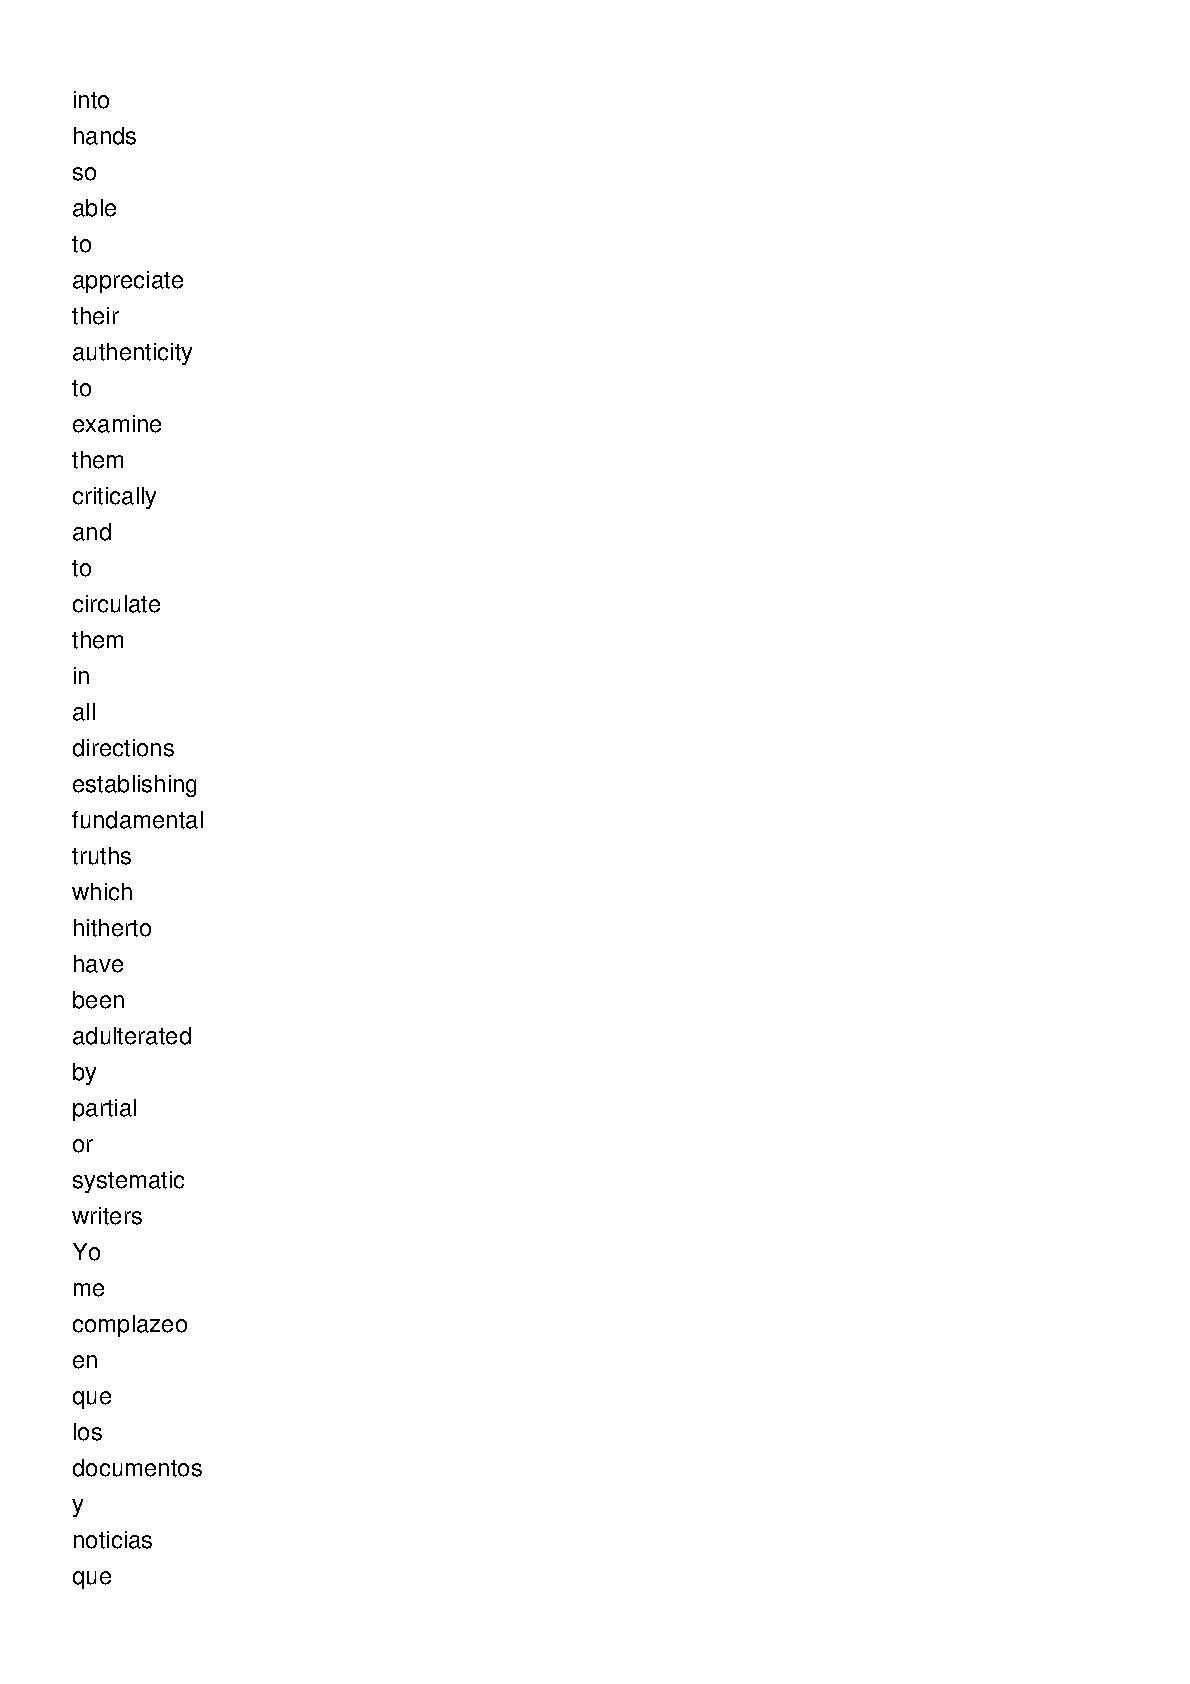 into
hands
so
able
to
appreciate
their
authenticity
to
examine
them
critically
and
to
circulate
them
in
all
directions
establishing
fundamental
truths
which
hitherto
have
been
adulterated
by
partial
or
systematic
writers
Yo
me
complazeo
en
que
los
documentos
y
noticias
que